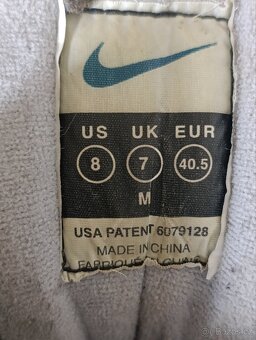 US UK EUR
8 7 40.5
M
USA PATENT 6079128
MADE IN CHINA